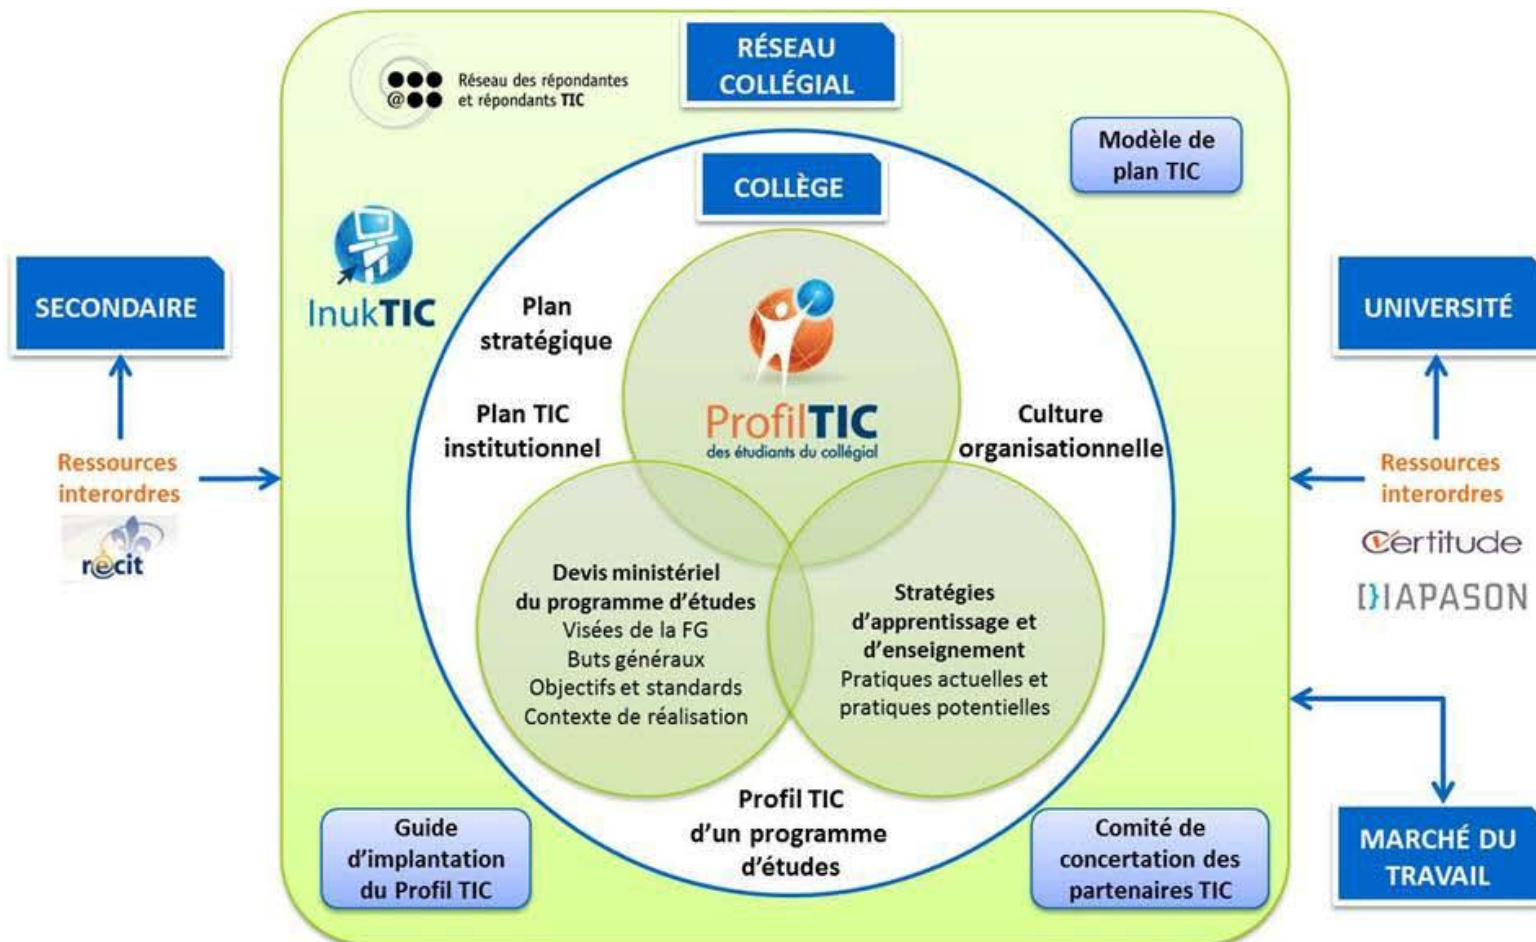 RÉSEAU
COLLÉGIAL
@
Réseau des répondantes
et répondants TIC
Modèle de
plan TIC
COLLÈGE
InukTIC
SECONDAIRE
Ressources
interordres
récit
UNIVERSITÉ
Ressources
interordres
Certitude
[}IAPASON
Plan
stratégique
Plan TIC
institutionnel
ProfilTIC
des étudiants du collégial
Culture
organisationnelle
Devis ministériel
du programme d’études
Visées de la FG
Buts généraux
Objectifs et standards
Contexte de réalisation
Stratégies
d’apprentissage et
d’enseignement
Pratiques actuelles et
pratiques potentielles
Profil TIC
d’un programme
d’études
Guide
d’implantation
du Profil TIC
Comité de
concertation des
partenaires TIC
MARCHÉ DU
TRAVAIL